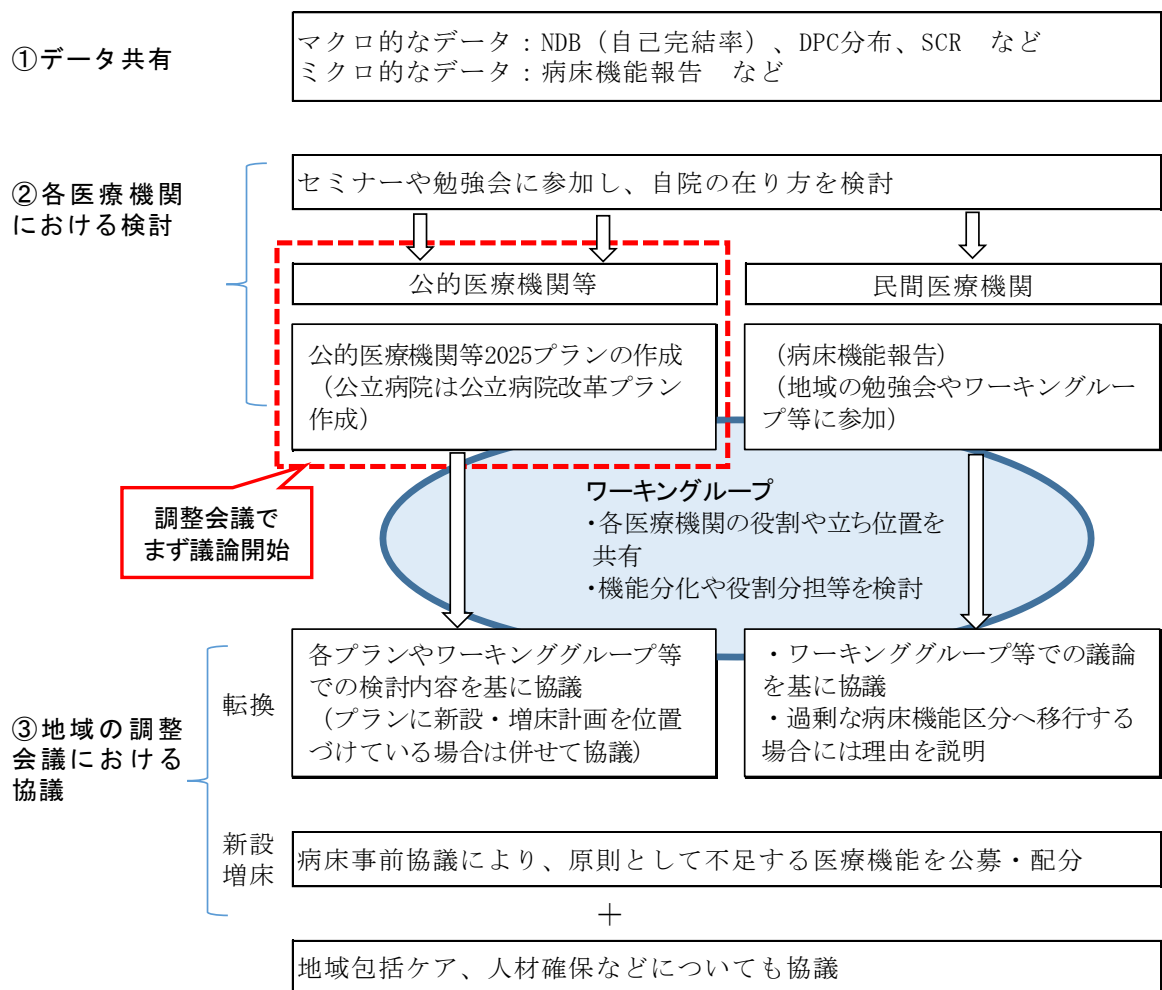 ①データ共有
マクロ的なデータ：NDB（自己完結率）、DPC分布、SCR　など
ミクロ的なデータ：病床機能報告　など
②各医療機関
における検討
セミナーや勉強会に参加し、自院の在り方を検討
公的医療機関等
民間医療機関
公的医療機関等2025プランの作成
（公立病院は公立病院改革プラン
作成）
（病床機能報告）
（地域の勉強会やワーキングルー
プ等に参加）
調整会議で
まず議論開始
ワーキングループ
・各医療機関の役割や立ち位置を
共有
・機能分化や役割分担等を検討
③地域の調整
会議における
協議
転換
各プランやワーキンググループ等
での検討内容を基に協議
（プランに新設・増床計画を位置
づけている場合は併せて協議）
・ワーキンググループ等での議論
を基に協議
・過剰な病床機能区分へ移行する
場合には理由を説明
新設
増床
病床事前協議により、原則として不足する医療機能を公募・配分
＋
地域包括ケア、人材確保などについても協議